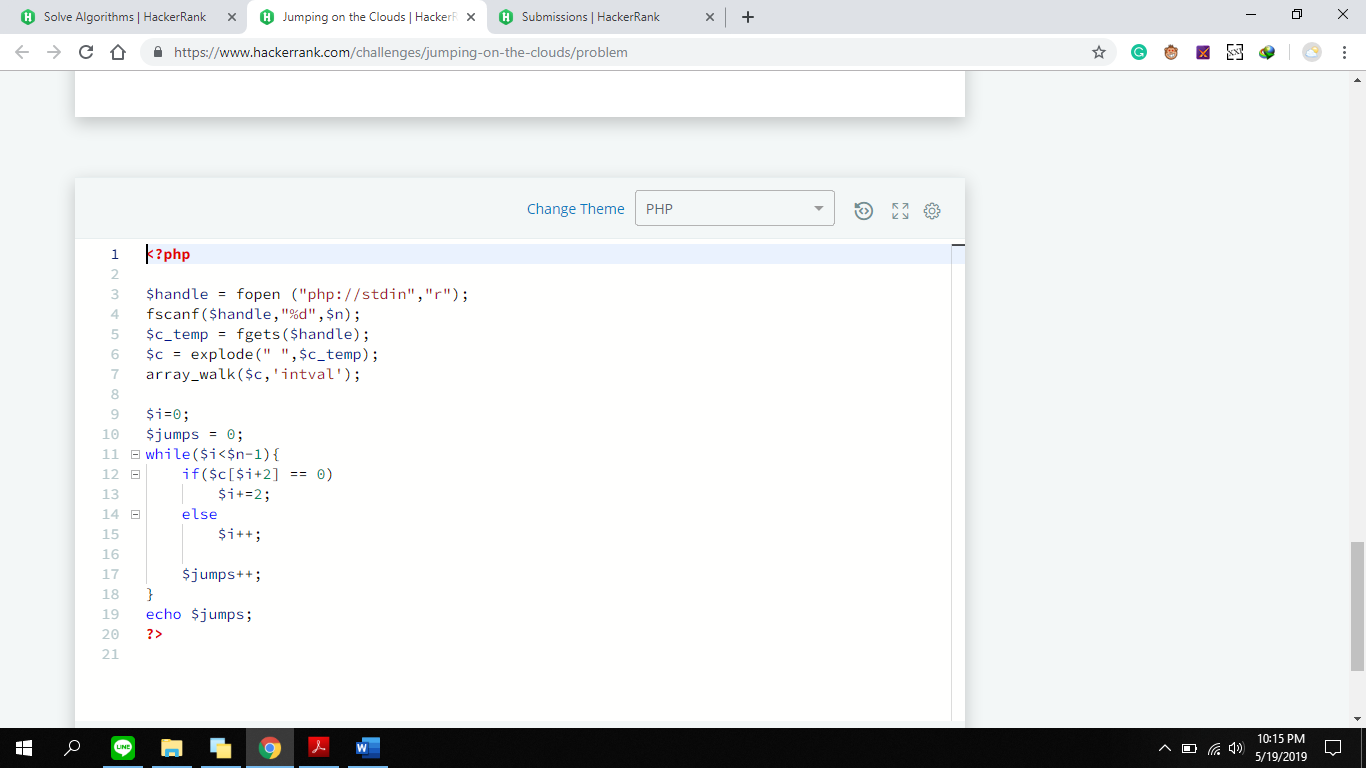 Solve Algorithms | HackerRank
Jumping on the Clouds | Hacker
Submissions | HackerRank
https://www.hackerrank.com/challenges/jumping-on-the-clouds/problem
Change Theme
PHP
1 <?php
2
3 $handle = fopen ("php://stdin","r");
4 fscanf($handle,"%d",$n);
5 $c_temp = fgets($handle);
6 $c = explode(" ",$c_temp);
7 array_walk($c,'intval');
8
9 $i=0;
10 $jumps = 0;
11 while($i<$n-1){
12 if($c[$i+2] == 0)
13 $i+=2;
14 else
15 $i++;
16
17 $jumps++;
18 }
19 echo $jumps;
20 ?>
21
LINE
10:15 PM
5/19/2019